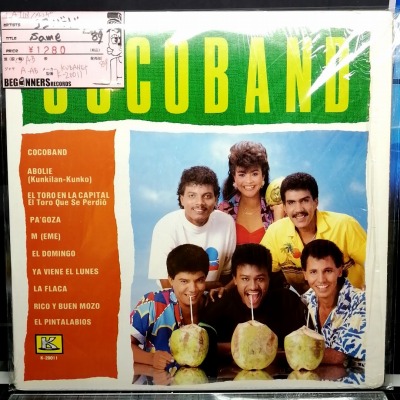 ARTISTS
TITLE Same '89
PRICE ¥1280
BEGINNERS RECORDS
COCOBAND
COCOBAND
ABOLIE
(Kunkilan-Kunko)
EL TORO EN LA CAPITAL
El Toro Que Se Perdió
PA'GOZA
M (EME)
EL DOMINGO
YA VIENE EL LUNES
LA FLACA
RICO Y BUEN MOZO
EL PINTALABIOS
K
K-20011